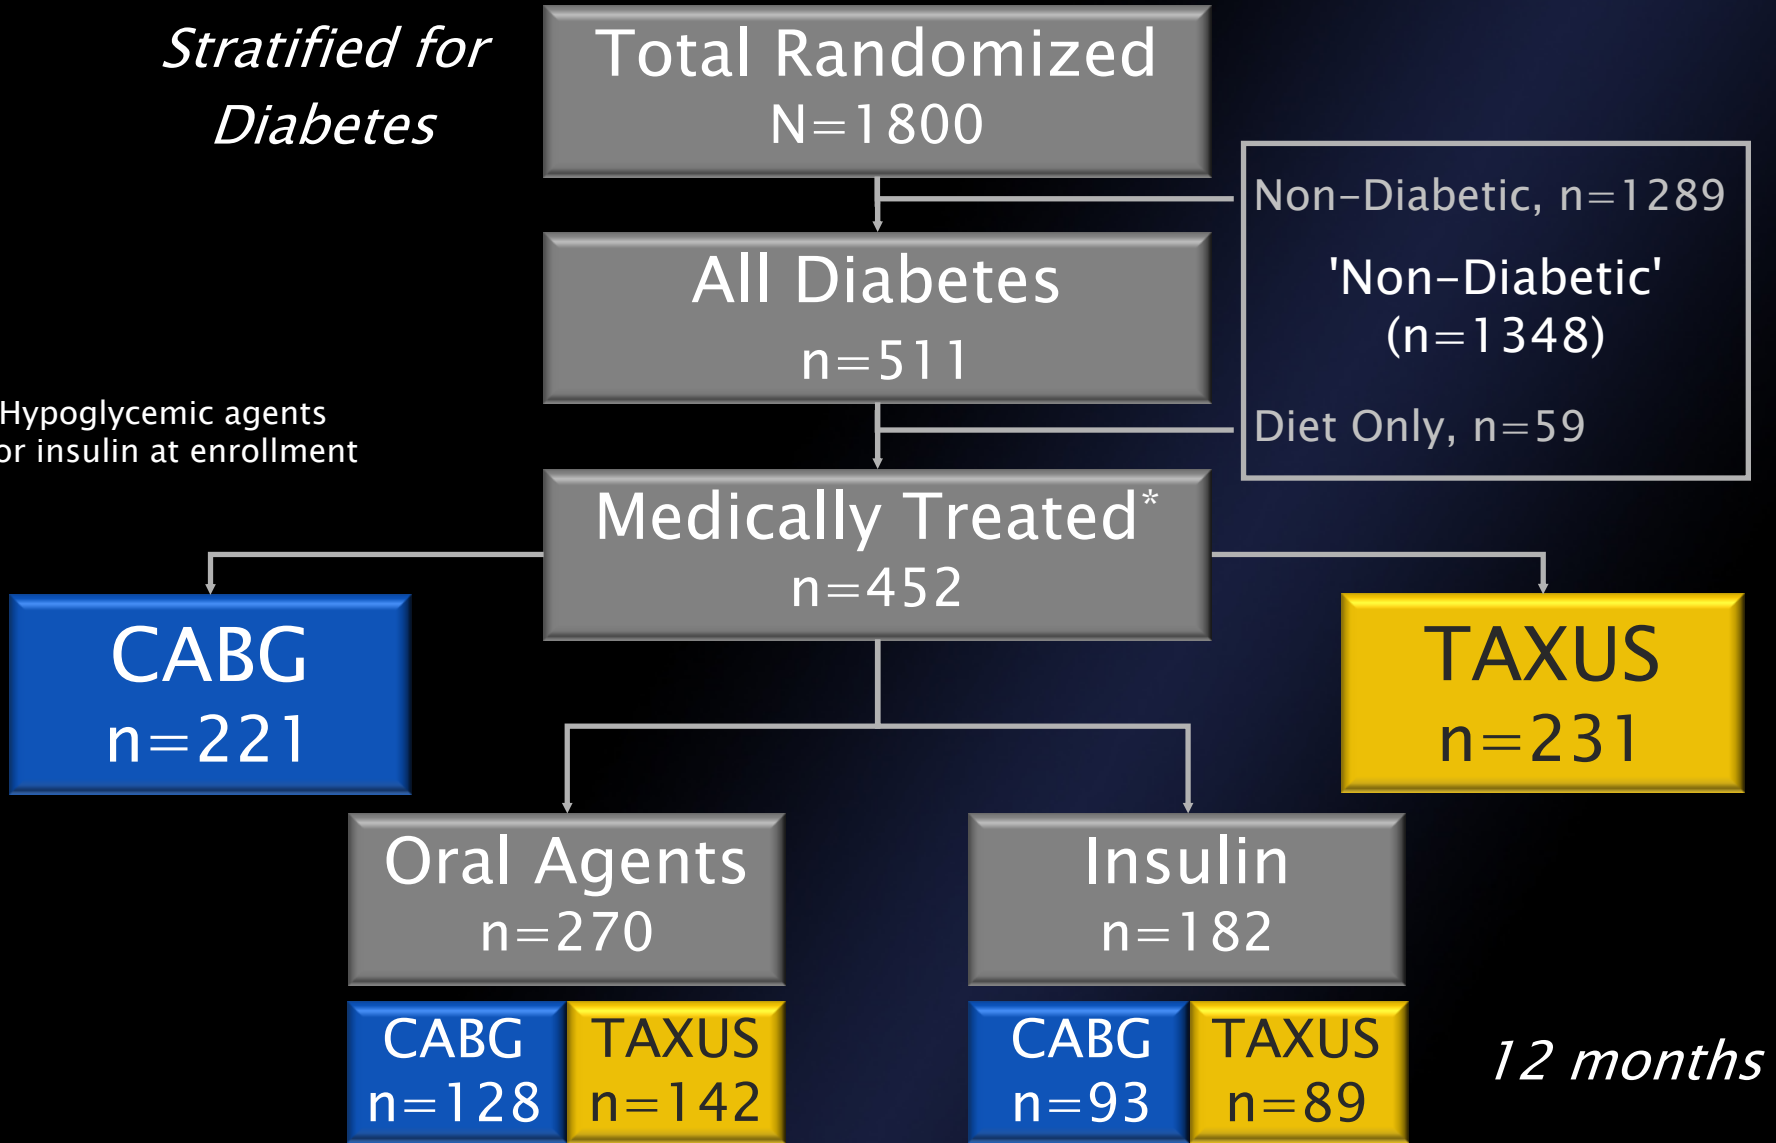 Stratified for
Diabetes
Total Randomized
N=1800
Non-Diabetic, n=1289
'Non-Diabetic'
(n=1348)
Diet Only, n=59
All Diabetes
n=511
Hypoglycemic agents
or insulin at enrollment
Medically Treated*
n=452
CABG
n=221
TAXUS
n=231
Oral Agents
n=270
Insulin
n=182
CABG
n=128
TAXUS
n=142
CABG
n=93
TAXUS
n=89
12 months